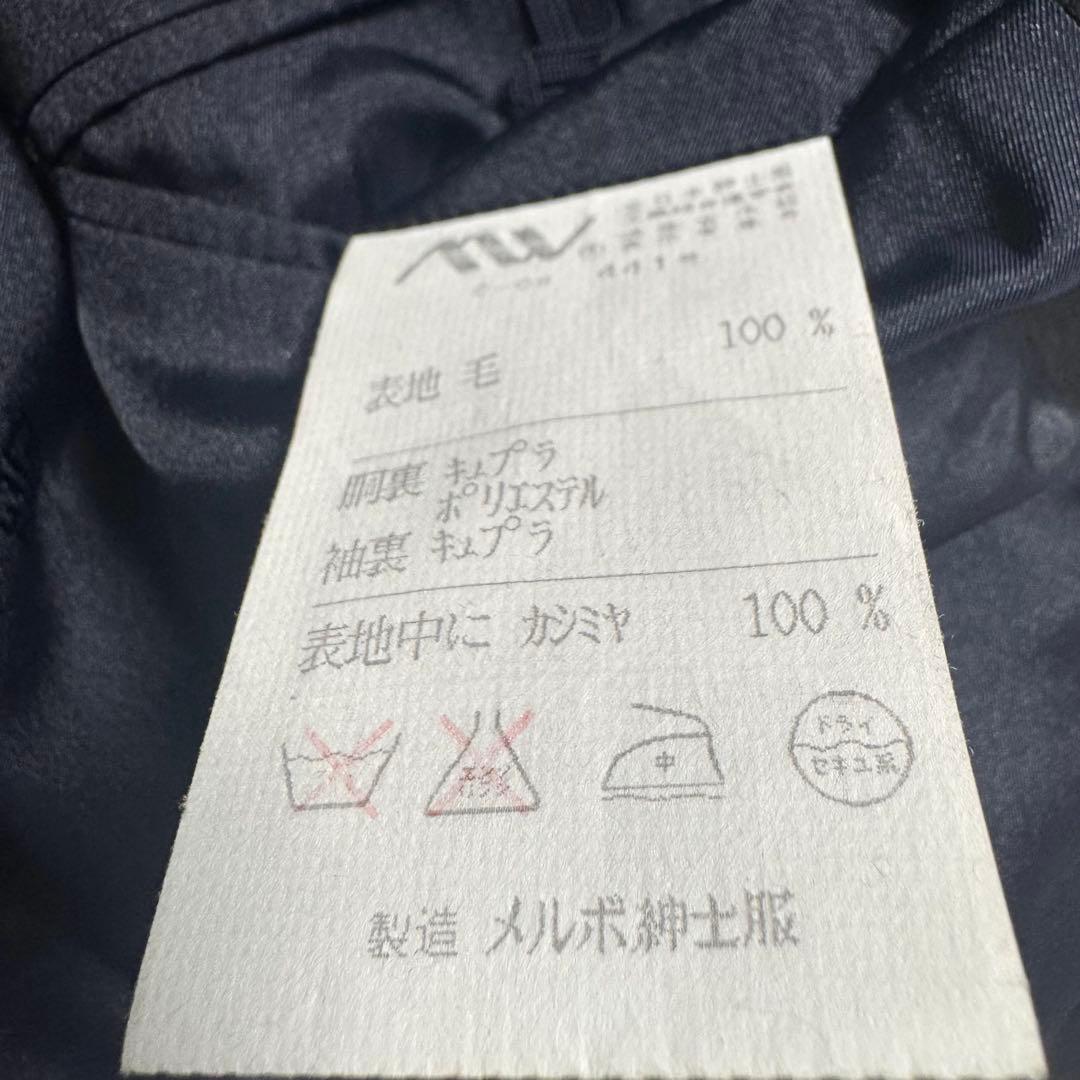 表地 毛 100 %
胴裏 キュプラ
ポリエステル
袖裏 キュプラ
表地中に カシミヤ 100 %
中
ドライ
セキユ系
製造 メルボ紳士服